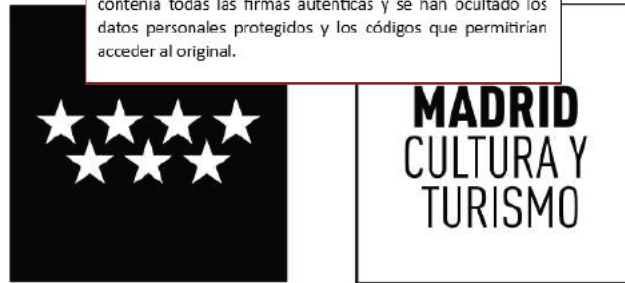 contenía todas las firmas auténticas y se han ocultado los
datos personales protegidos y los códigos que permitirían
acceder al original.
MADRID
CULTURA Y
TURISMO